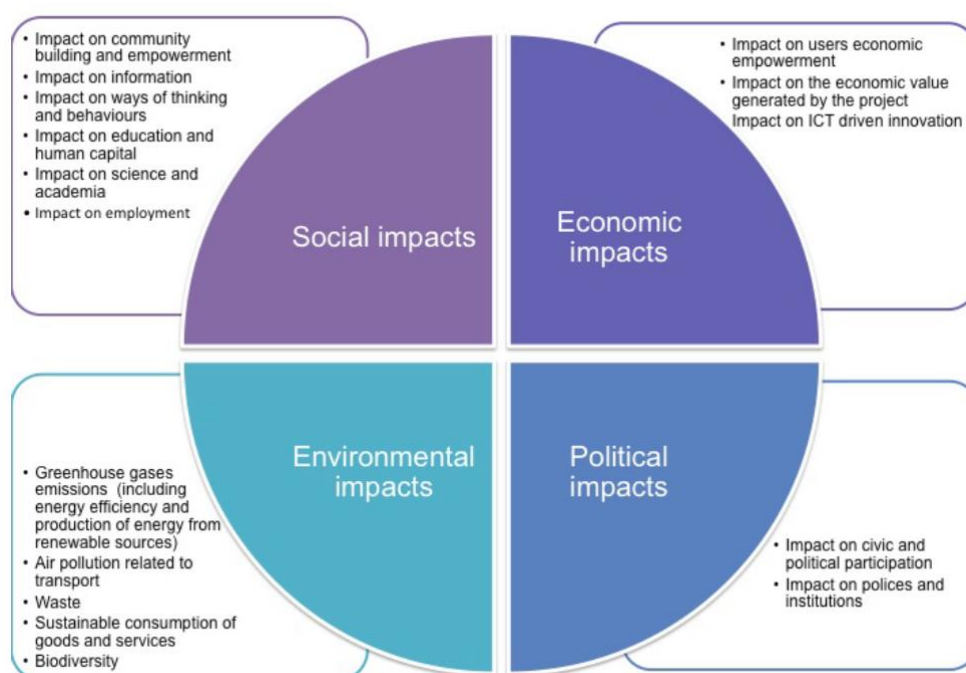 • Impact on community
building and empowerment
• Impact on information
• Impact on ways of thinking
and behaviours
• Impact on education and
human capital
• Impact on science and
academia
• Impact on employment
Social impacts
• Impact on users economic
empowerment
• Impact on the economic value
generated by the project
Impact on ICT driven innovation
Economic
impacts
• Greenhouse gases
emissions (including
energy efficiency and
production of energy from
renewable sources)
• Air pollution related to
transport
• Waste
• Sustainable consumption of
goods and services
• Biodiversity
Environmental
impacts
Political
impacts
• Impact on civic and
political participation
• Impact on polices and
institutions